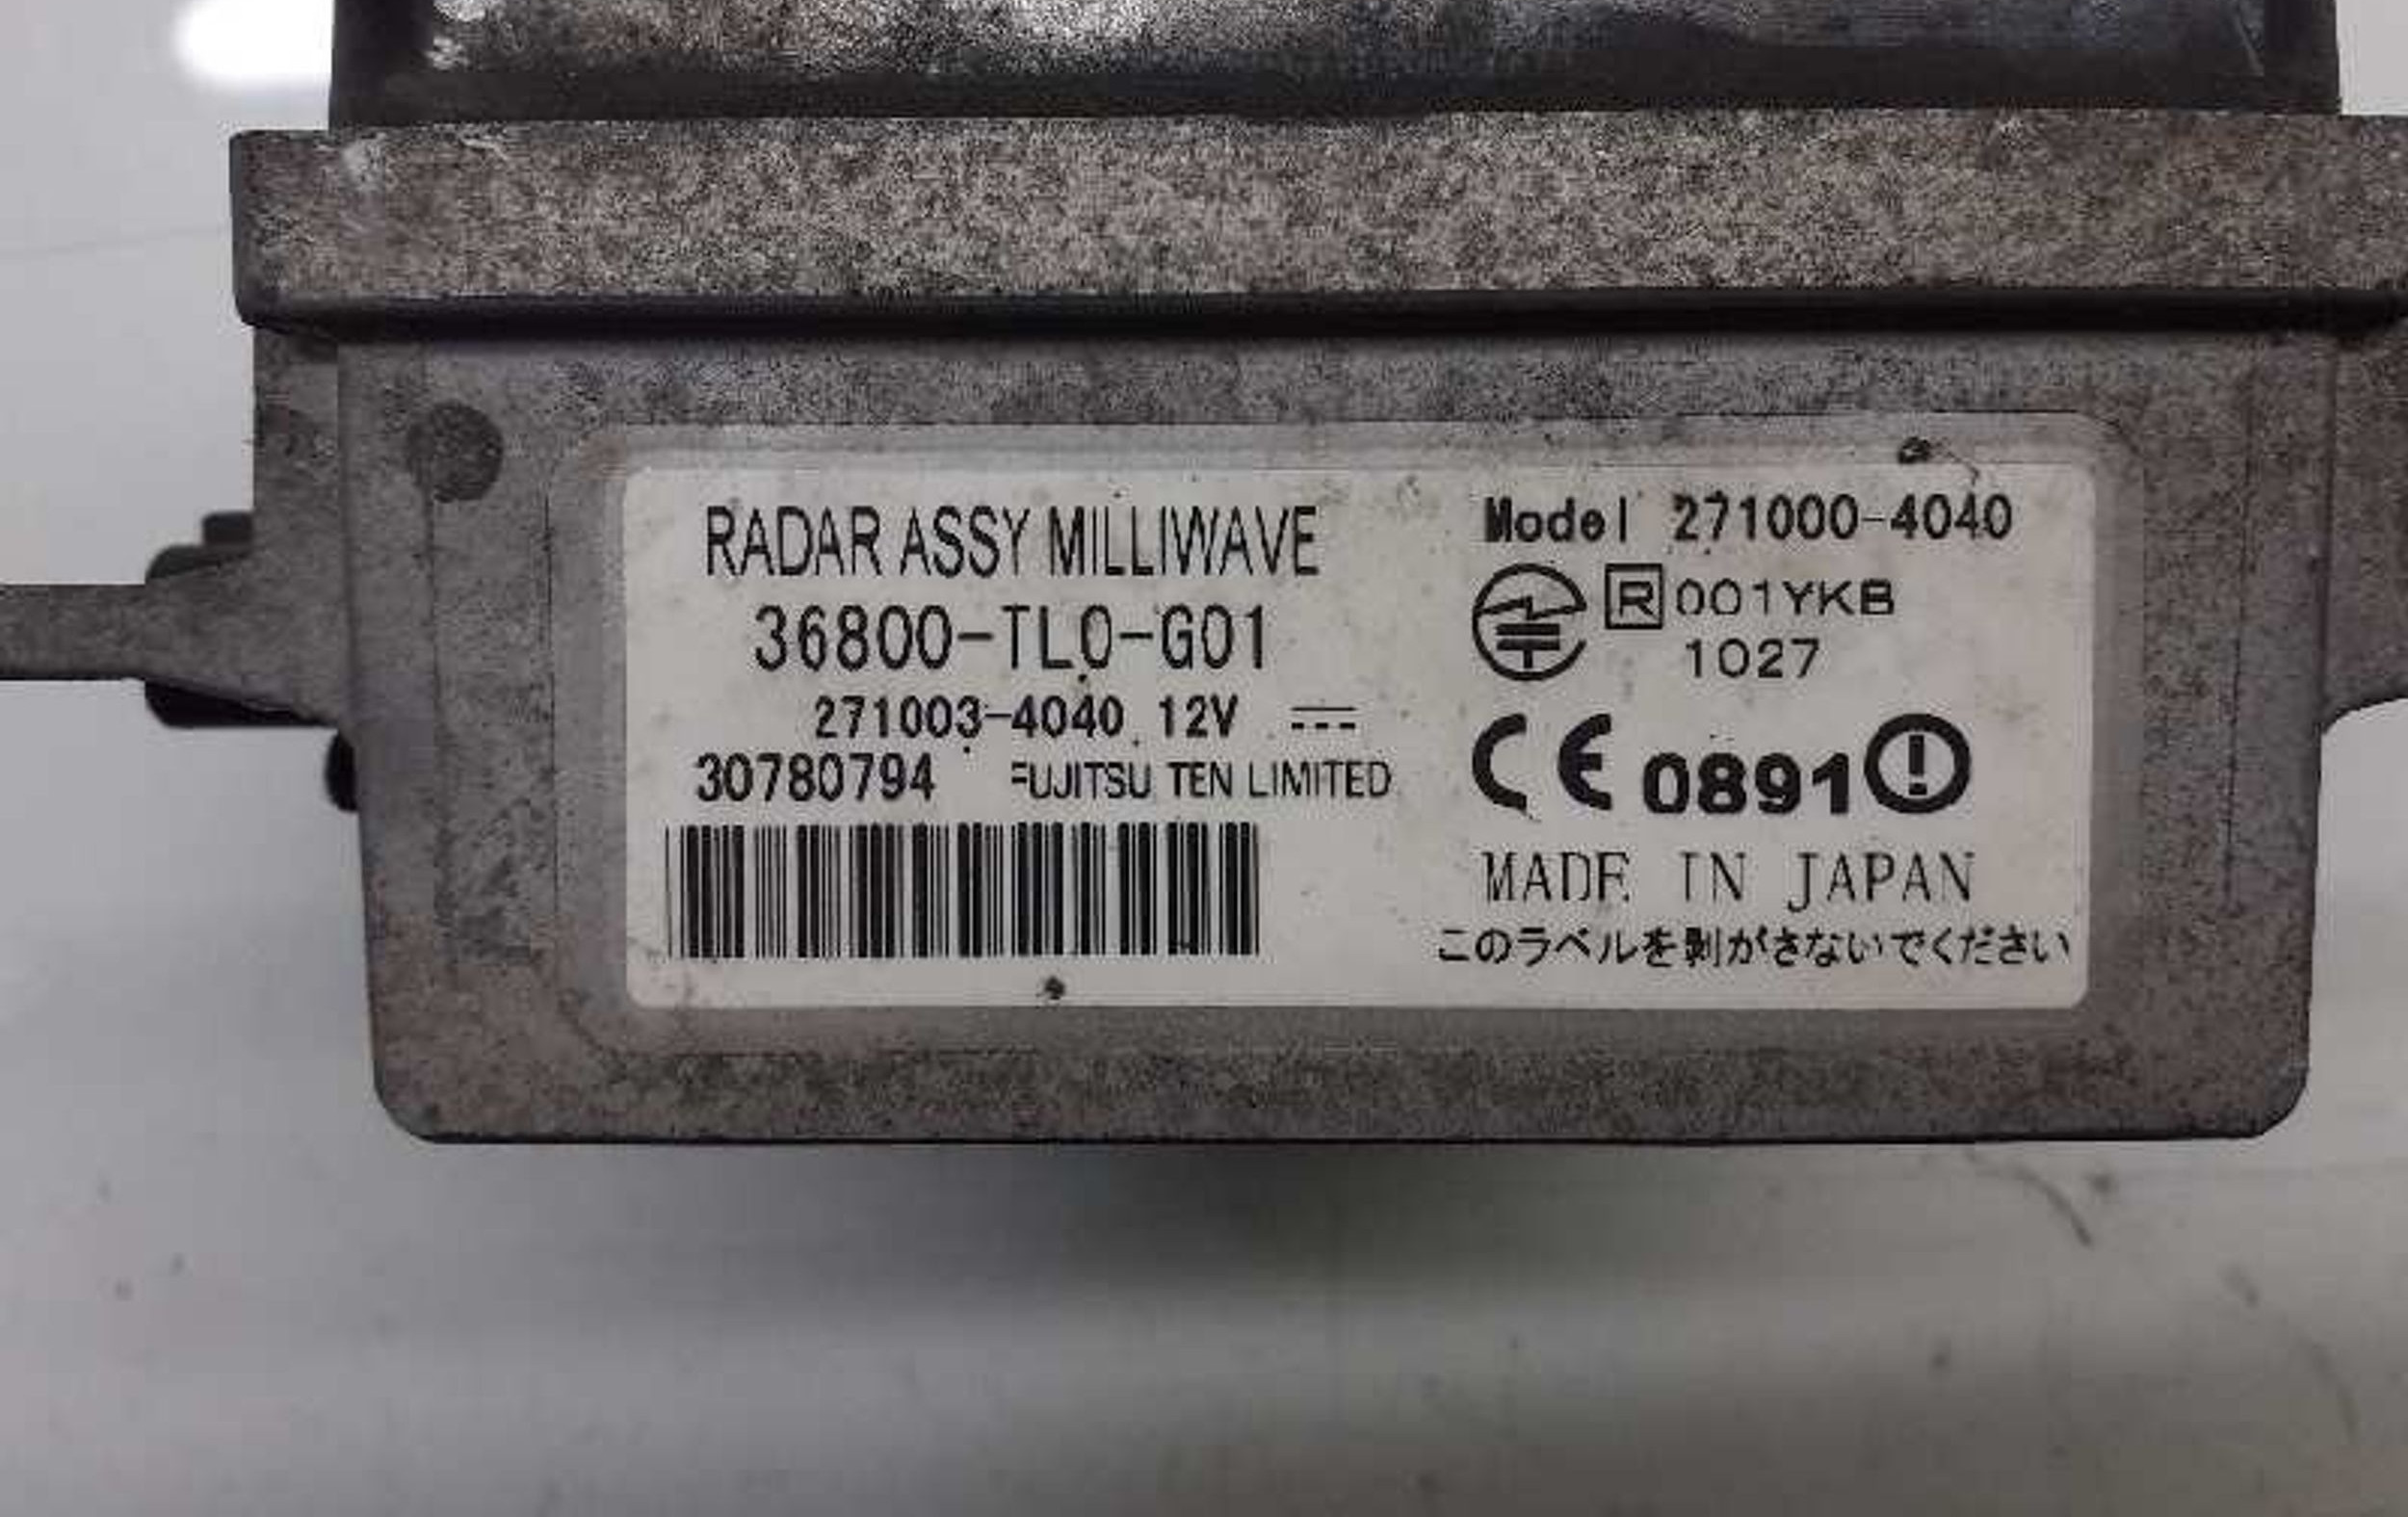 RADAR ASSY MILLIWAVE
36800-TL0-G01
271003-4040 12V
30780794 FUJITSU TEN LIMITED
Model 271000-4040
R 001YKB
1027
CE 0891
MADE IN JAPAN
このラベルを剥がさないでください